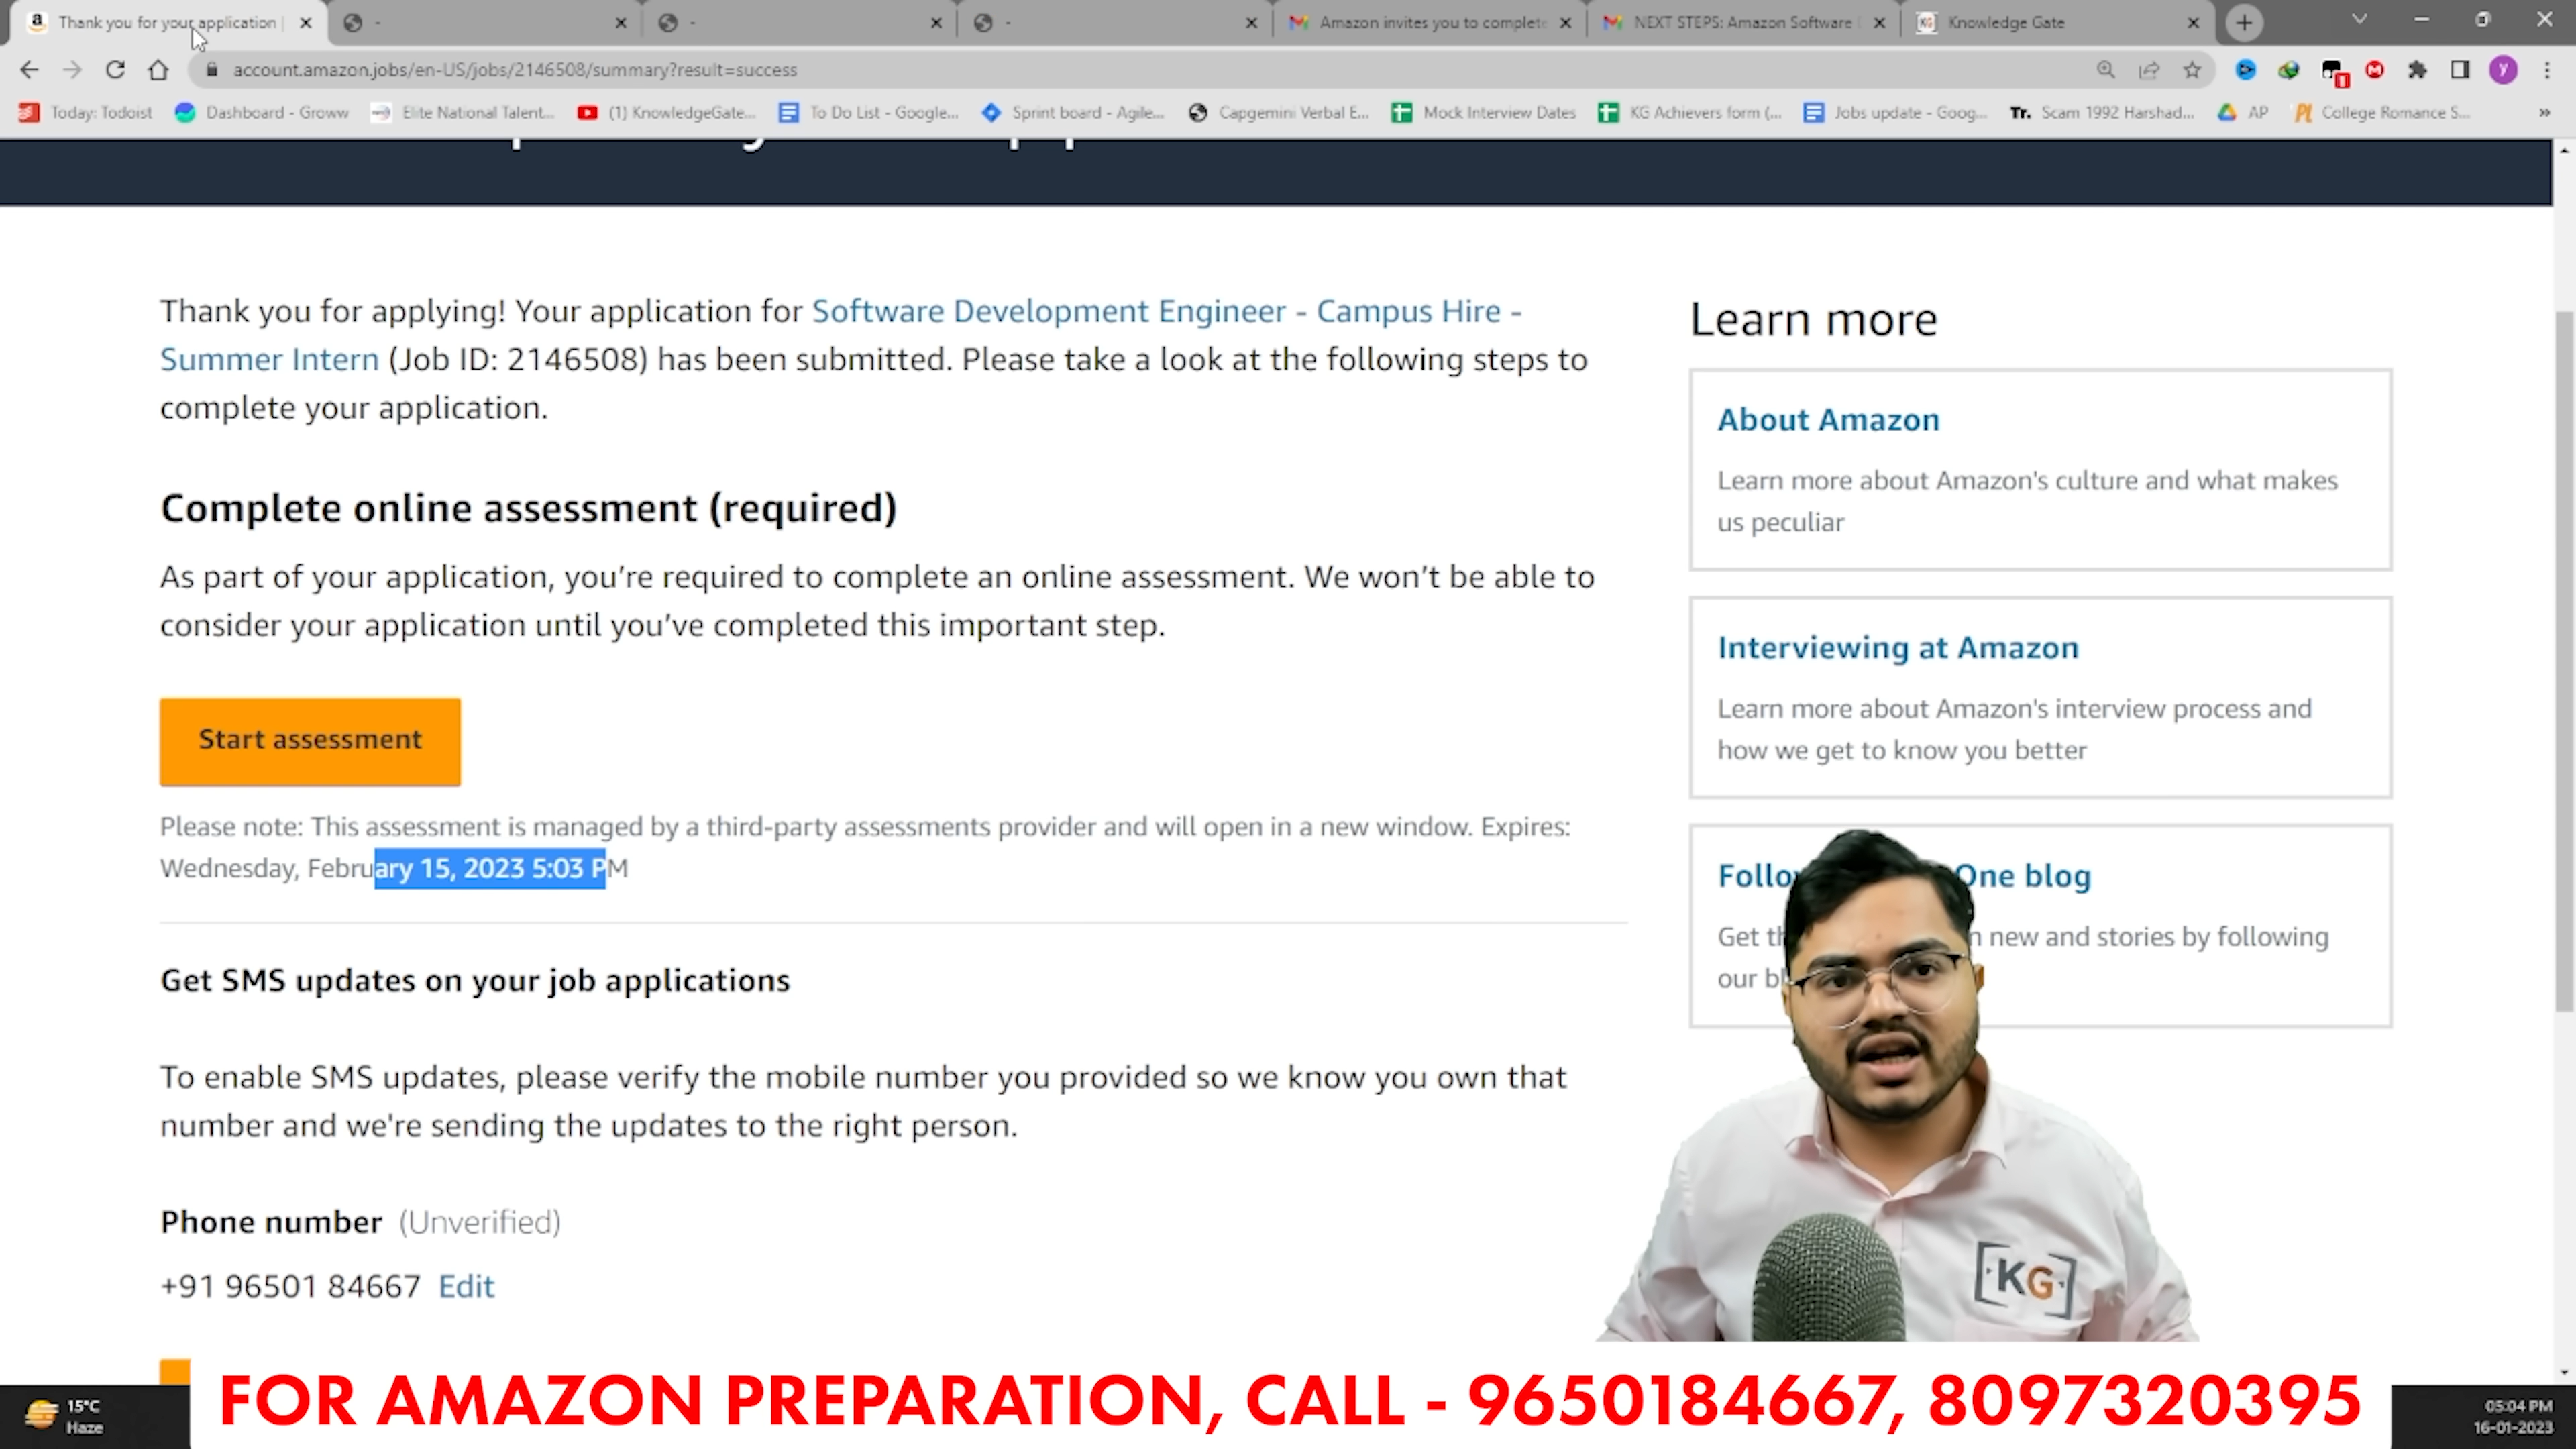 Thank you for your application |
-
-
-
Amazon invites you to complete
NEXT STEPS: Amazon Software
Knowledge Gate
account.amazon.jobs/en-US/jobs/2146508/summary?result=success
y
Today: Todoist
Dashboard - Groww
Elite National Talent...
(1) KnowledgeGate...
To Do List - Google...
Sprint board - Agile...
Capgemini Verbal E...
Mock Interview Dates
KG Achievers form (...
Jobs update - Goog...
Tr. Scam 1992 Harshad...
AP
College Romance S...
»
Thank you for applying! Your application for Software Development Engineer - Campus Hire -
Summer Intern (Job ID: 2146508) has been submitted. Please take a look at the following steps to
complete your application.
Complete online assessment (required)
As part of your application, you’re required to complete an online assessment. We won’t be able to
consider your application until you’ve completed this important step.
Start assessment
Please note: This assessment is managed by a third-party assessments provider and will open in a new window. Expires:
Wednesday, February 15, 2023 5:03 PM
Get SMS updates on your job applications
To enable SMS updates, please verify the mobile number you provided so we know you own that
number and we're sending the updates to the right person.
Phone number (Unverified)
+91 96501 84667 Edit
Learn more
About Amazon
Learn more about Amazon's culture and what makes
us peculiar
Interviewing at Amazon
Learn more about Amazon's interview process and
how we get to know you better
One blog
Get new and stories by following
our
KG
FOR AMAZON PREPARATION, CALL - 9650184667, 8097320395
15°C
Haze
05:04 PM
16-01-2023